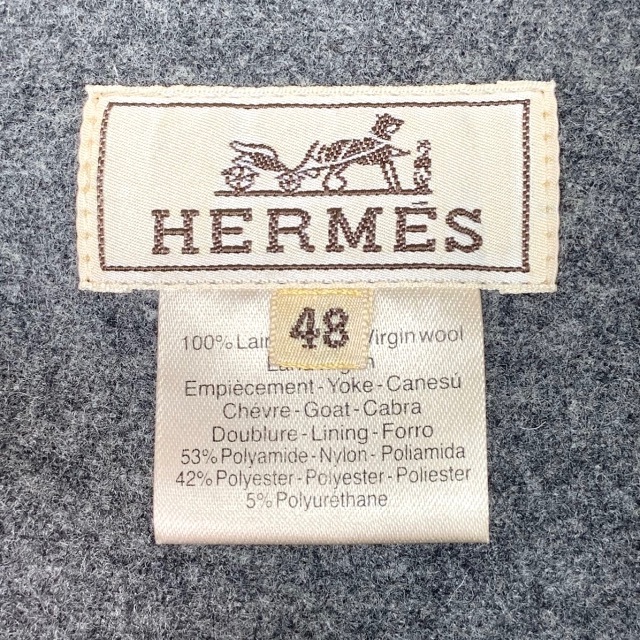 HERMES
48
100% Lai Virgin wool
Empiècement - Yoke - Canesú
Chèvre - Goat - Cabra
Doublure - Lining - Forro
53% Polyamide - Nylon - Poliamida
42% Polyester - Polyester - Poliester
5% Polyuréthane